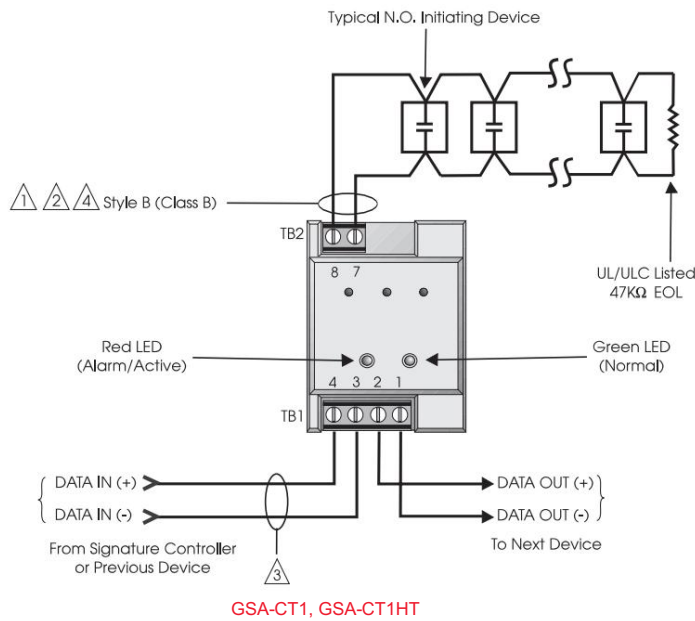 Typical N.O. Initiating Device
1 2 4 Style B (Class B)
TB2
8 7
UL/ULC Listed
47KΩ EOL
Red LED
(Alarm/Active)
Green LED
(Normal)
4 3 2 1
TB1
DATA IN (+)
DATA IN (-)
DATA OUT (+)
DATA OUT (-)
From Signature Controller
or Previous Device
To Next Device
3
GSA-CT1, GSA-CT1HT